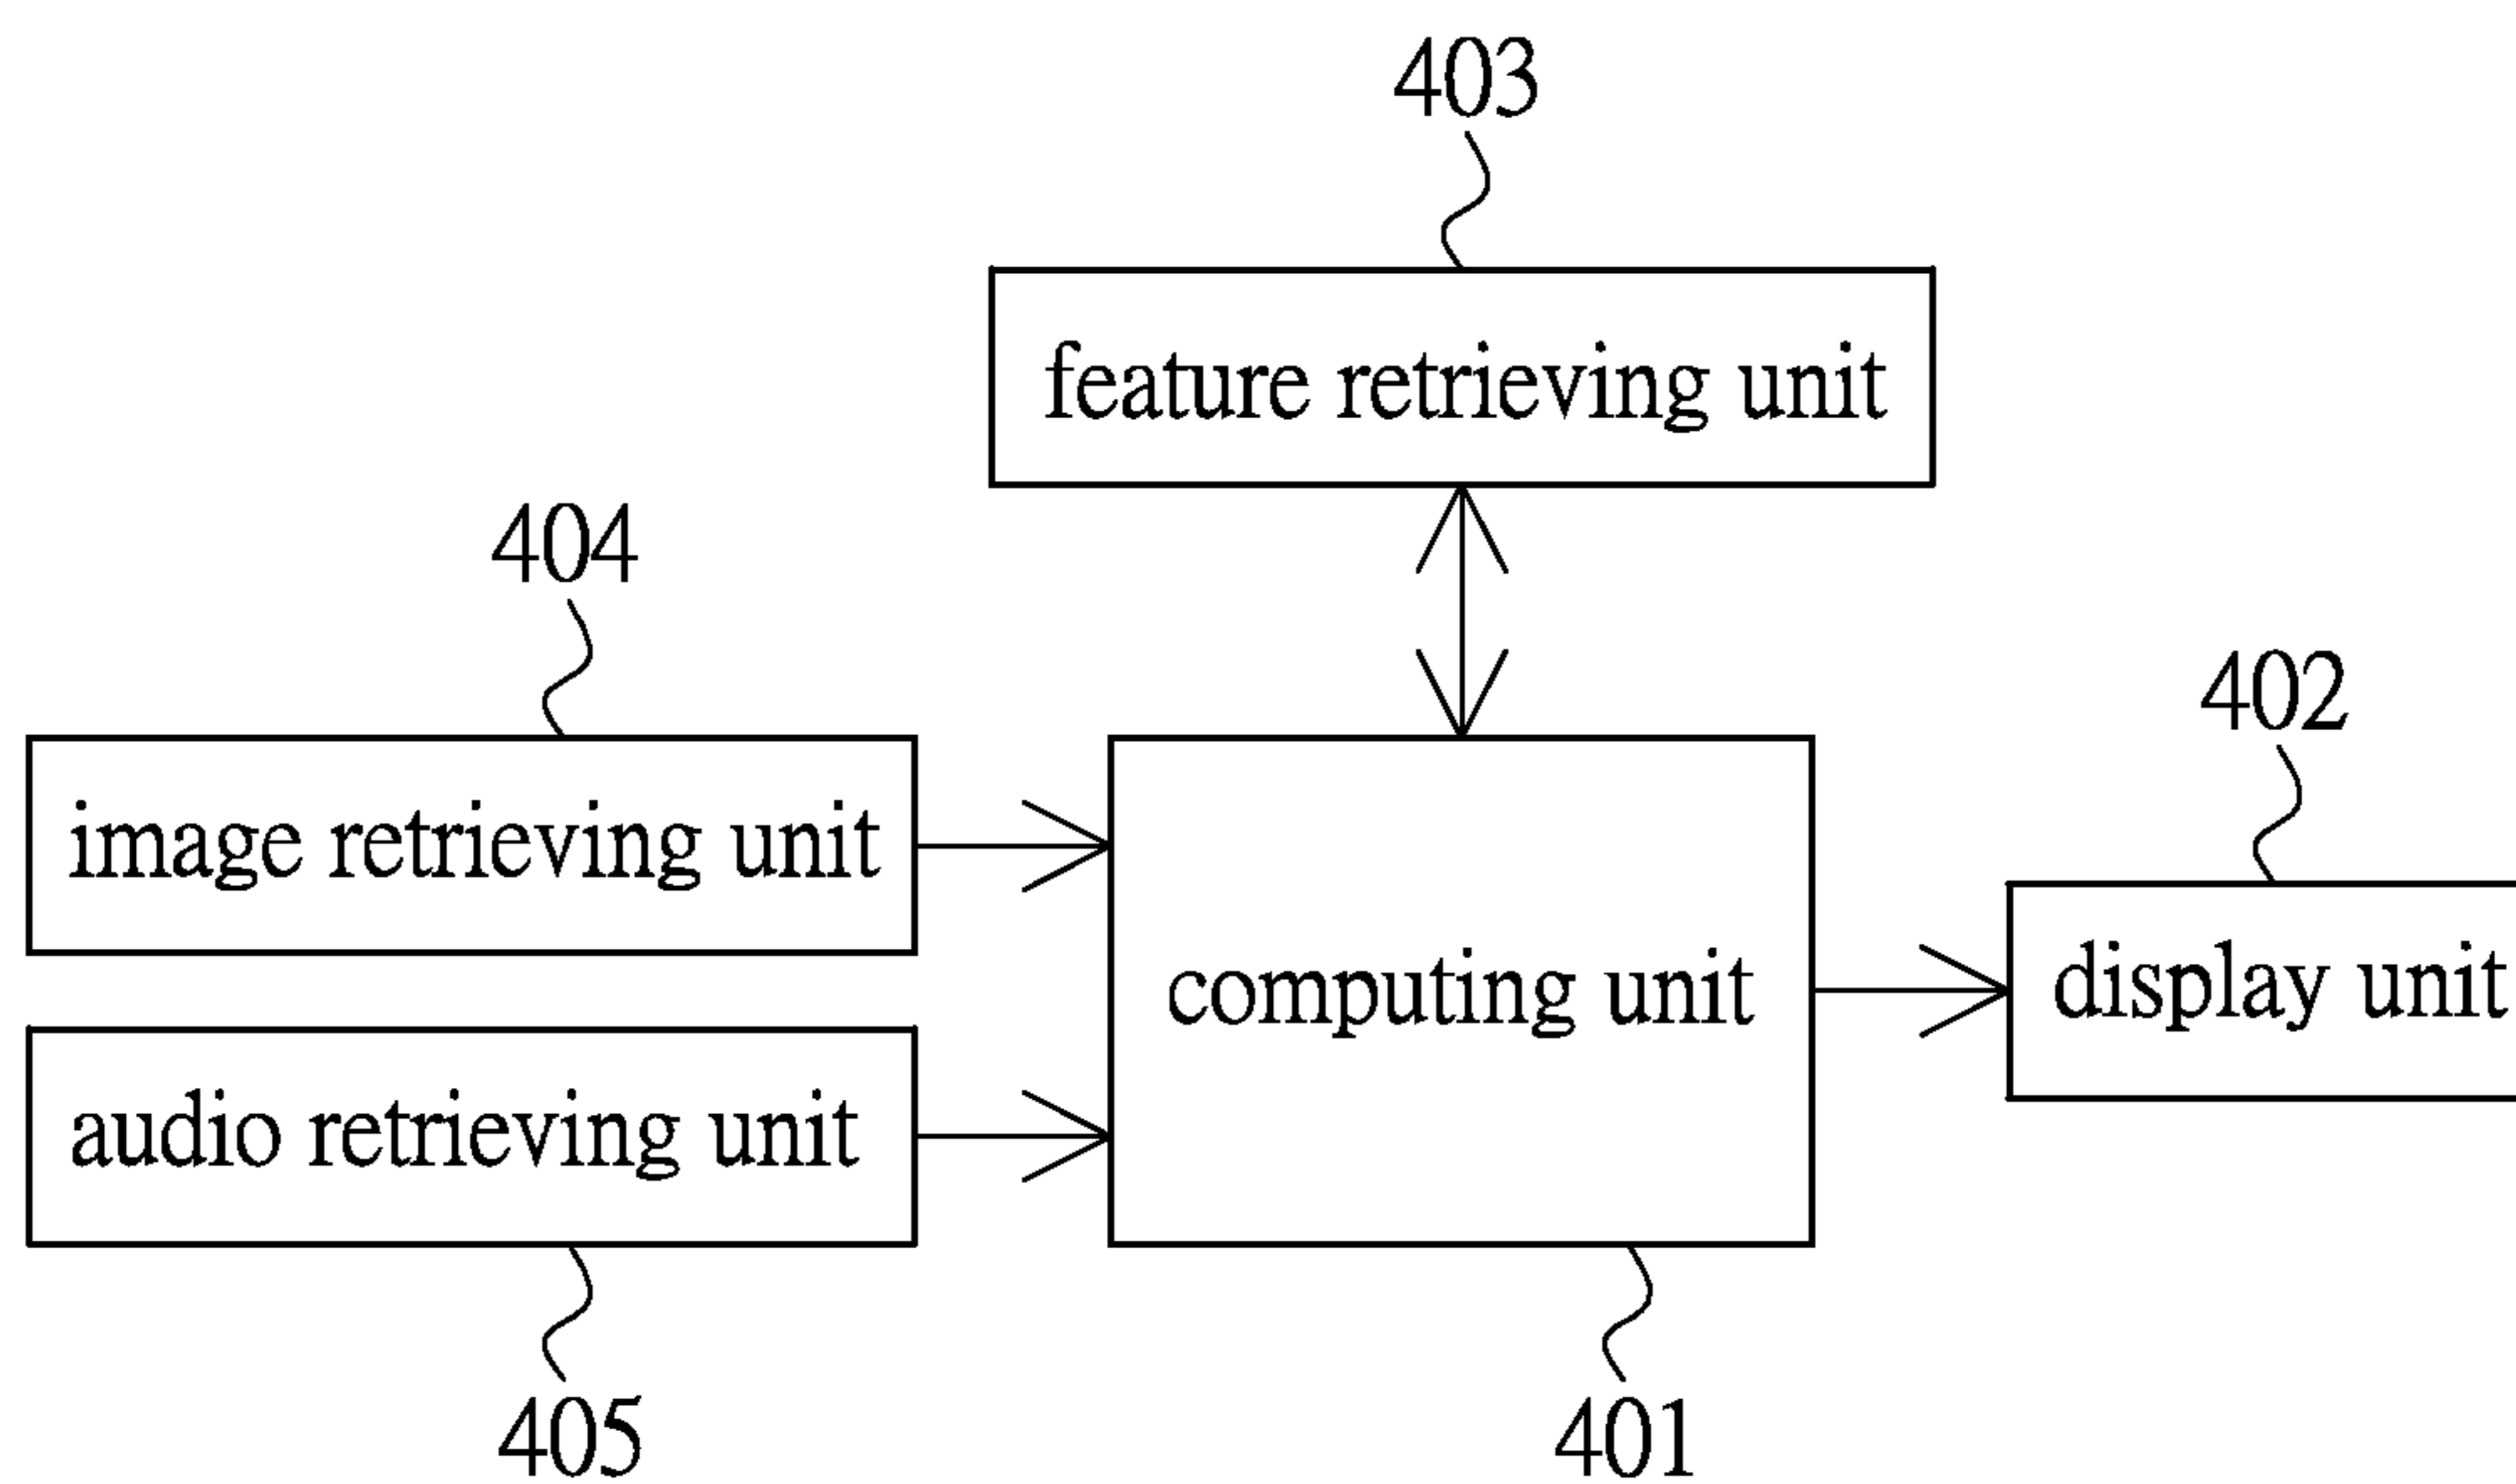 403
feature retrieving unit
404
402
image retrieving unit
computing unit
display unit
audio retrieving unit
405
401